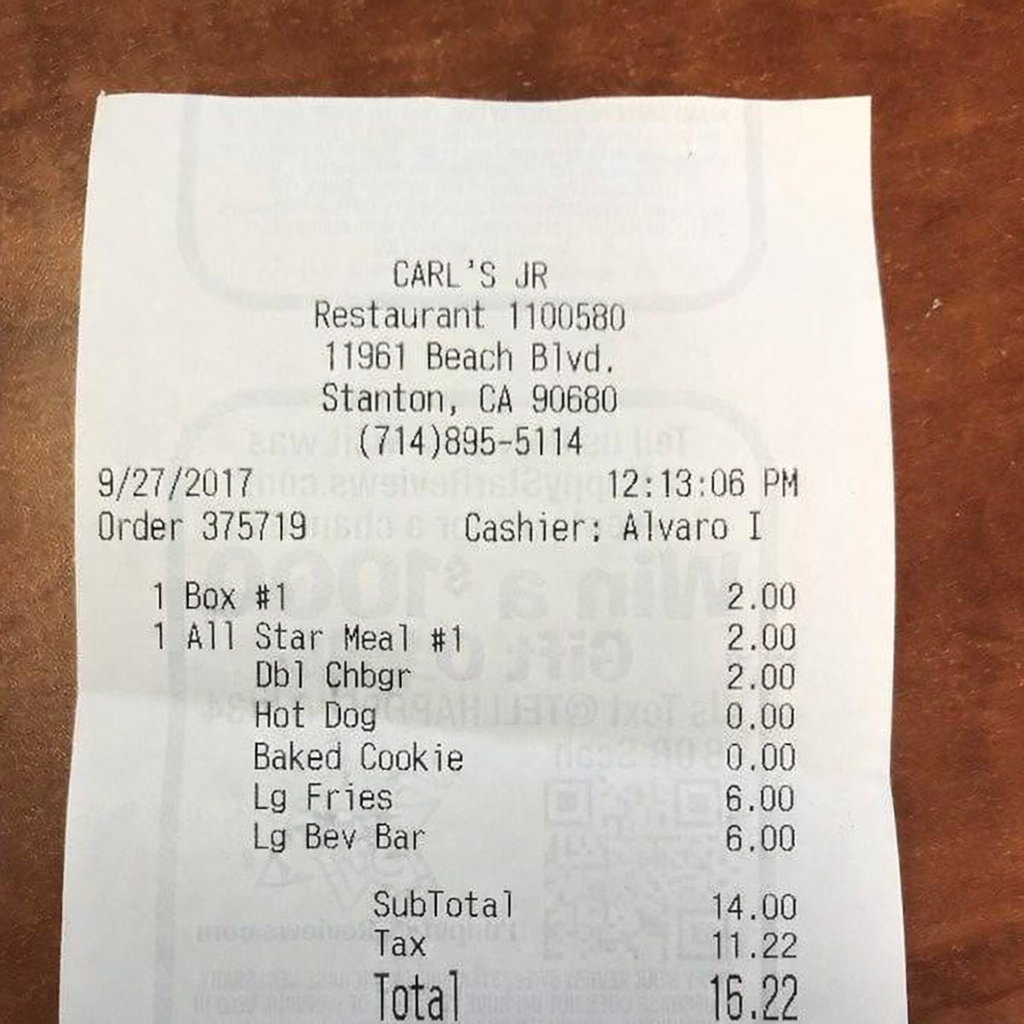 CARL'S JR
Restaurant 1100580
11961 Beach Blvd.
Stanton, CA 90680
(714)895-5114
9/27/2017 12:13:06 PM
Order 375719 Cashier: Alvaro I
1 Box #1 2.00
1 All Star Meal #1 2.00
Dbl Chbgr 2.00
Hot Dog 0.00
Baked Cookie 0.00
Lg Fries 6.00
Lg Bev Bar 6.00
SubTotal 14.00
Tax 11.22
Total 16.22